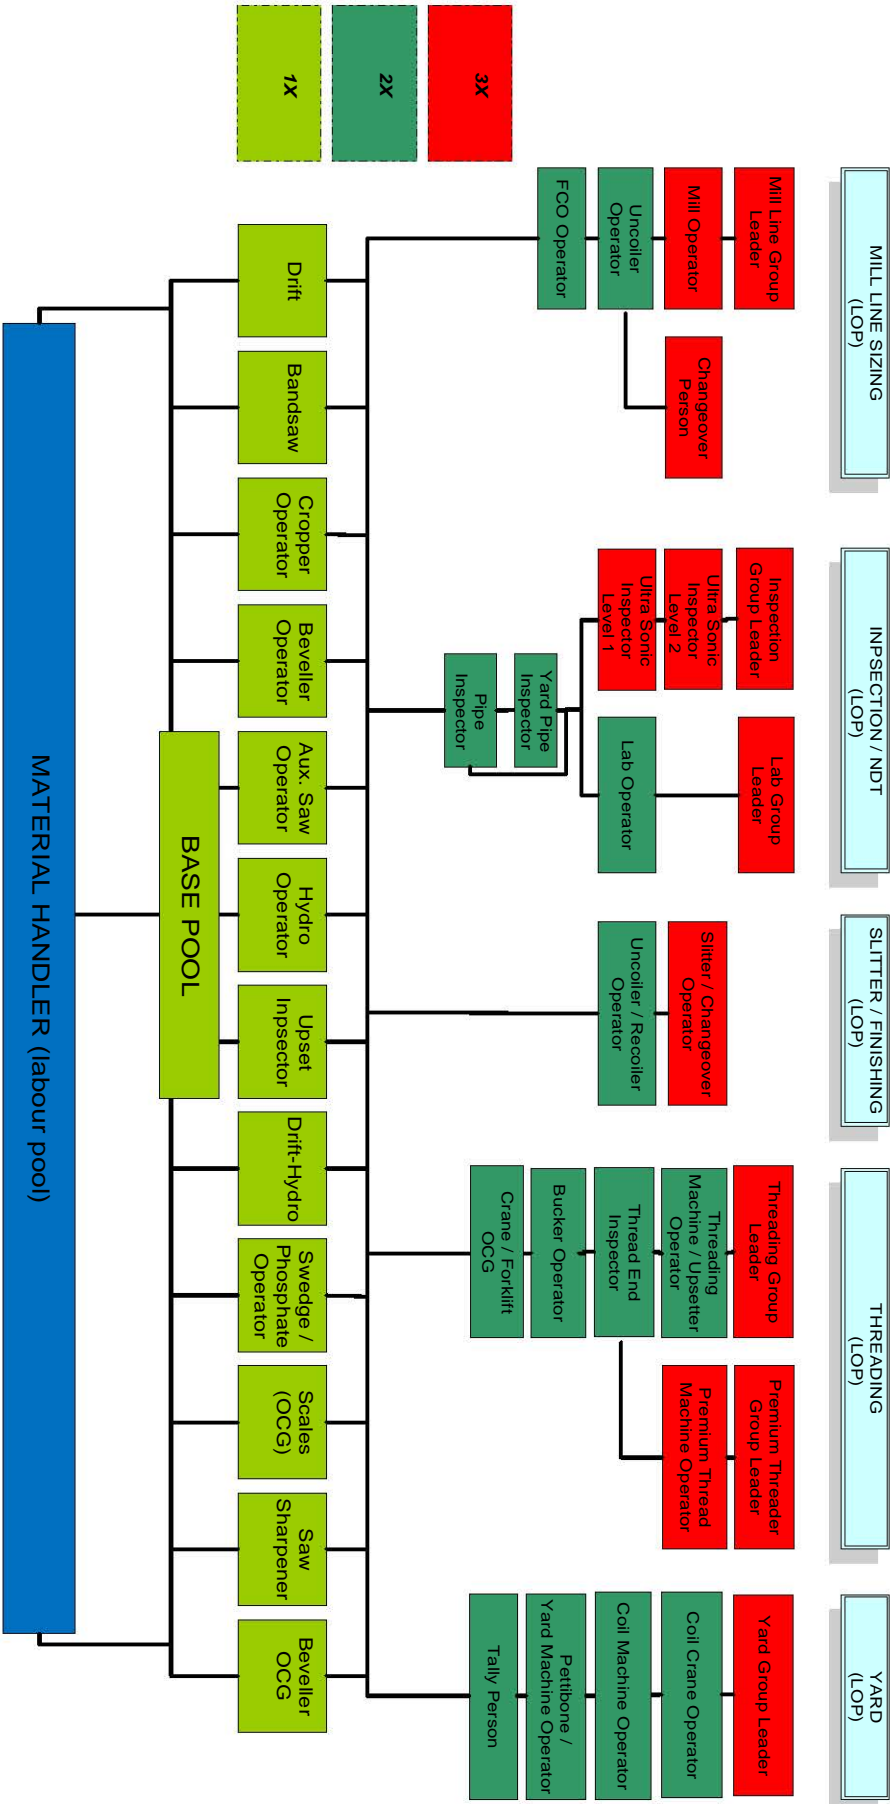 MILL LINE SIZING
(LOP)
INPSECTION / NDT
(LOP)
SLITTER / FINISHING
(LOP)
THREADING
(LOP)
YARD
(LOP)
3X
2X
1X
Mill Line Group
Leader
Mill Operator
Changeover
Person
Uncoiler
Operator
FCO Operator
Inspection
Group Leader
Ultra Sonic
Inspector
Level 2
Ultra Sonic
Inspector
Level 1
Lab Group
Leader
Lab Operator
Yard Pipe
Inspector
Pipe
Inspector
Slitter / Changeover
Operator
Uncoiler / Recoiler
Operator
Threading Group
Leader
Threading
Machine / Upsetter
Operator
Thread End
Inspector
Bucker Operator
Crane / Forklift
OCG
Premium Threader
Group Leader
Premium Thread
Machine Operator
Yard Group Leader
Coil Crane Operator
Coil Machine Operator
Pettibone /
Yard Machine Operator
Tally Person
Drift
Bandsaw
Cropper
Operator
Beveller
Operator
Aux. Saw
Operator
Hydro
Operator
Upset
Inpsector
Drift-Hydro
Swedge /
Phosphate
Operator
Scales
(OCG)
Saw
Sharpener
Beveller
OCG
BASE POOL
MATERIAL HANDLER (labour pool)